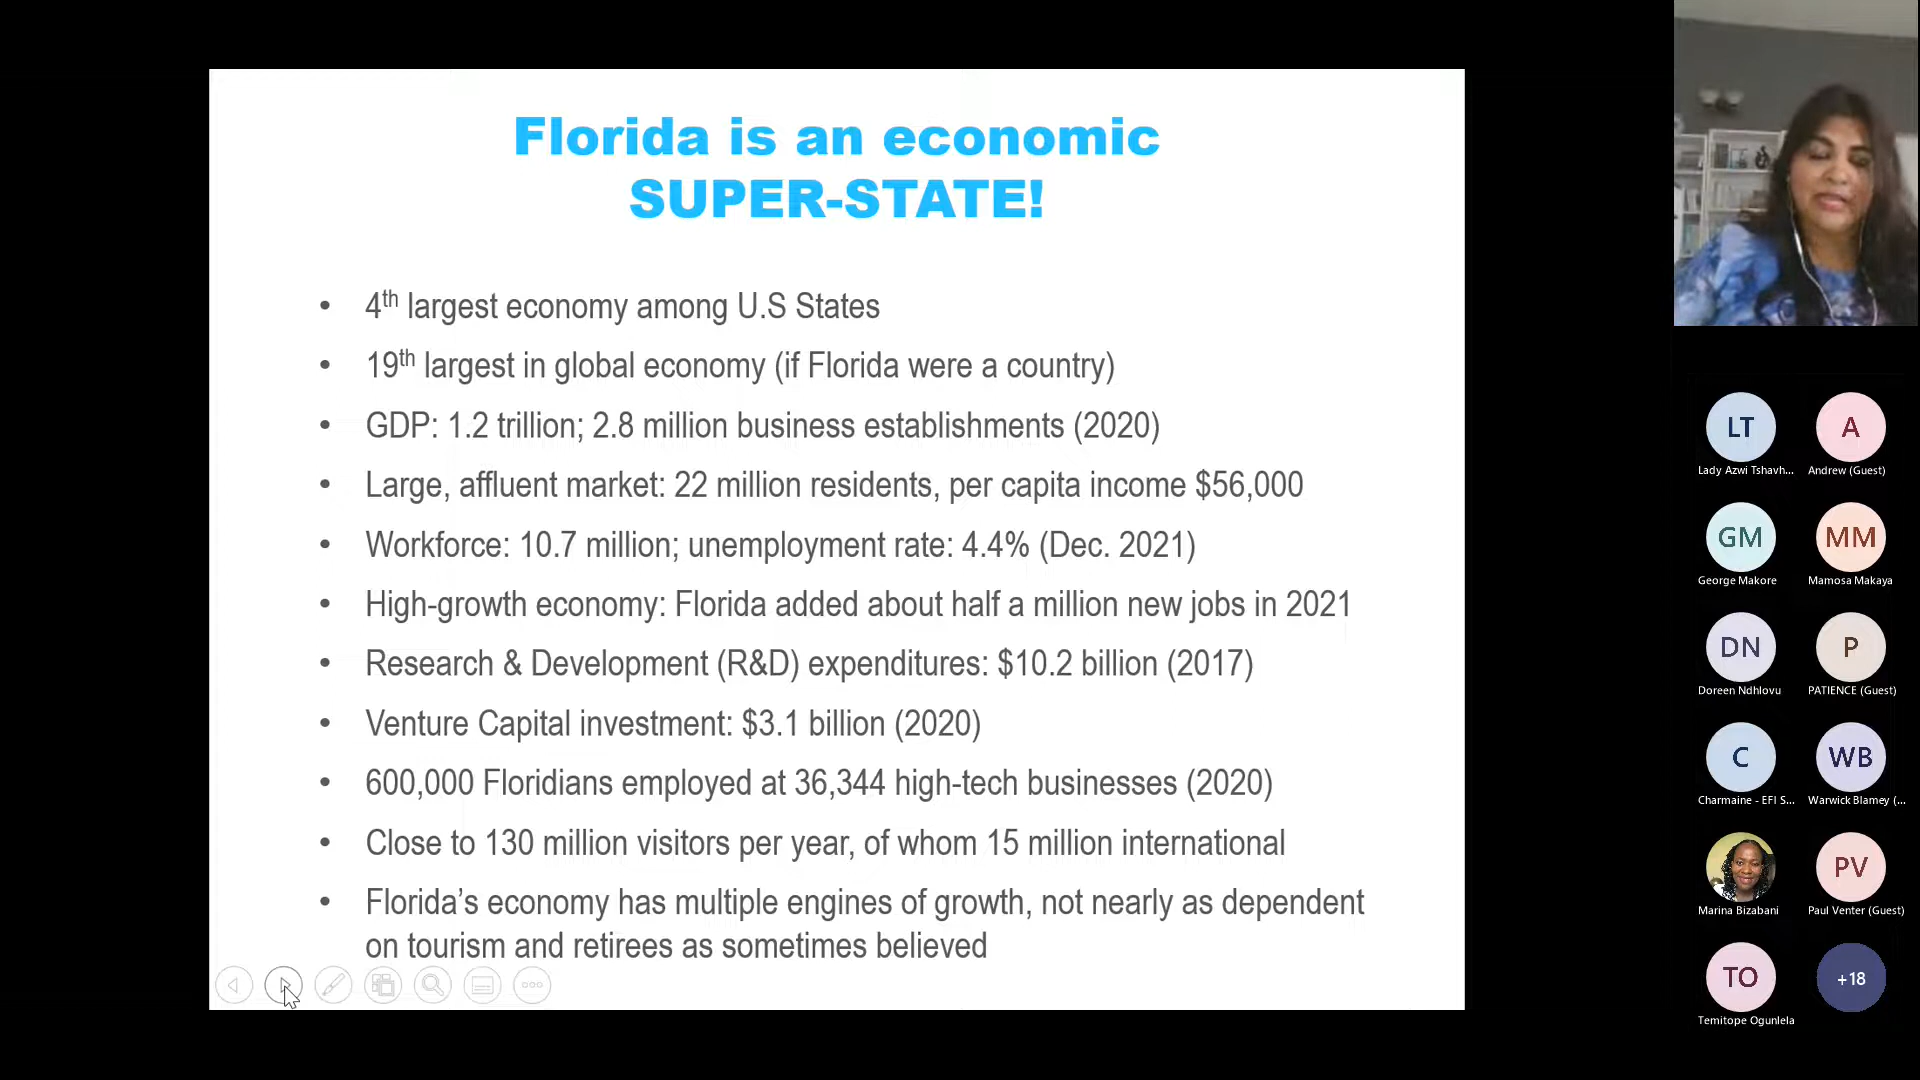 Florida is an economic
SUPER-STATE!
• 4th largest economy among U.S States
• 19th largest in global economy (if Florida were a country)
• GDP: 1.2 trillion; 2.8 million business establishments (2020)
• Large, affluent market: 22 million residents, per capita income $56,000
• Workforce: 10.7 million; unemployment rate: 4.4% (Dec. 2021)
• High-growth economy: Florida added about half a million new jobs in 2021
• Research & Development (R&D) expenditures: $10.2 billion (2017)
• Venture Capital investment: $3.1 billion (2020)
• 600,000 Floridians employed at 36,344 high-tech businesses (2020)
• Close to 130 million visitors per year, of whom 15 million international
• Florida’s economy has multiple engines of growth, not nearly as dependent
on tourism and retirees as sometimes believed
LT
A
Lady Azwi Tshavh...
Andrew (Guest)
GM
MM
George Makore
Mamosa Makaya
DN
P
Doreen Ndhlovu
PATIENCE (Guest)
C
WB
Charmaine - EFI S...
Warwick Blamey (...
PV
Marina Bizabani
Paul Venter (Guest)
TO
+18
Temitope Ogunlela